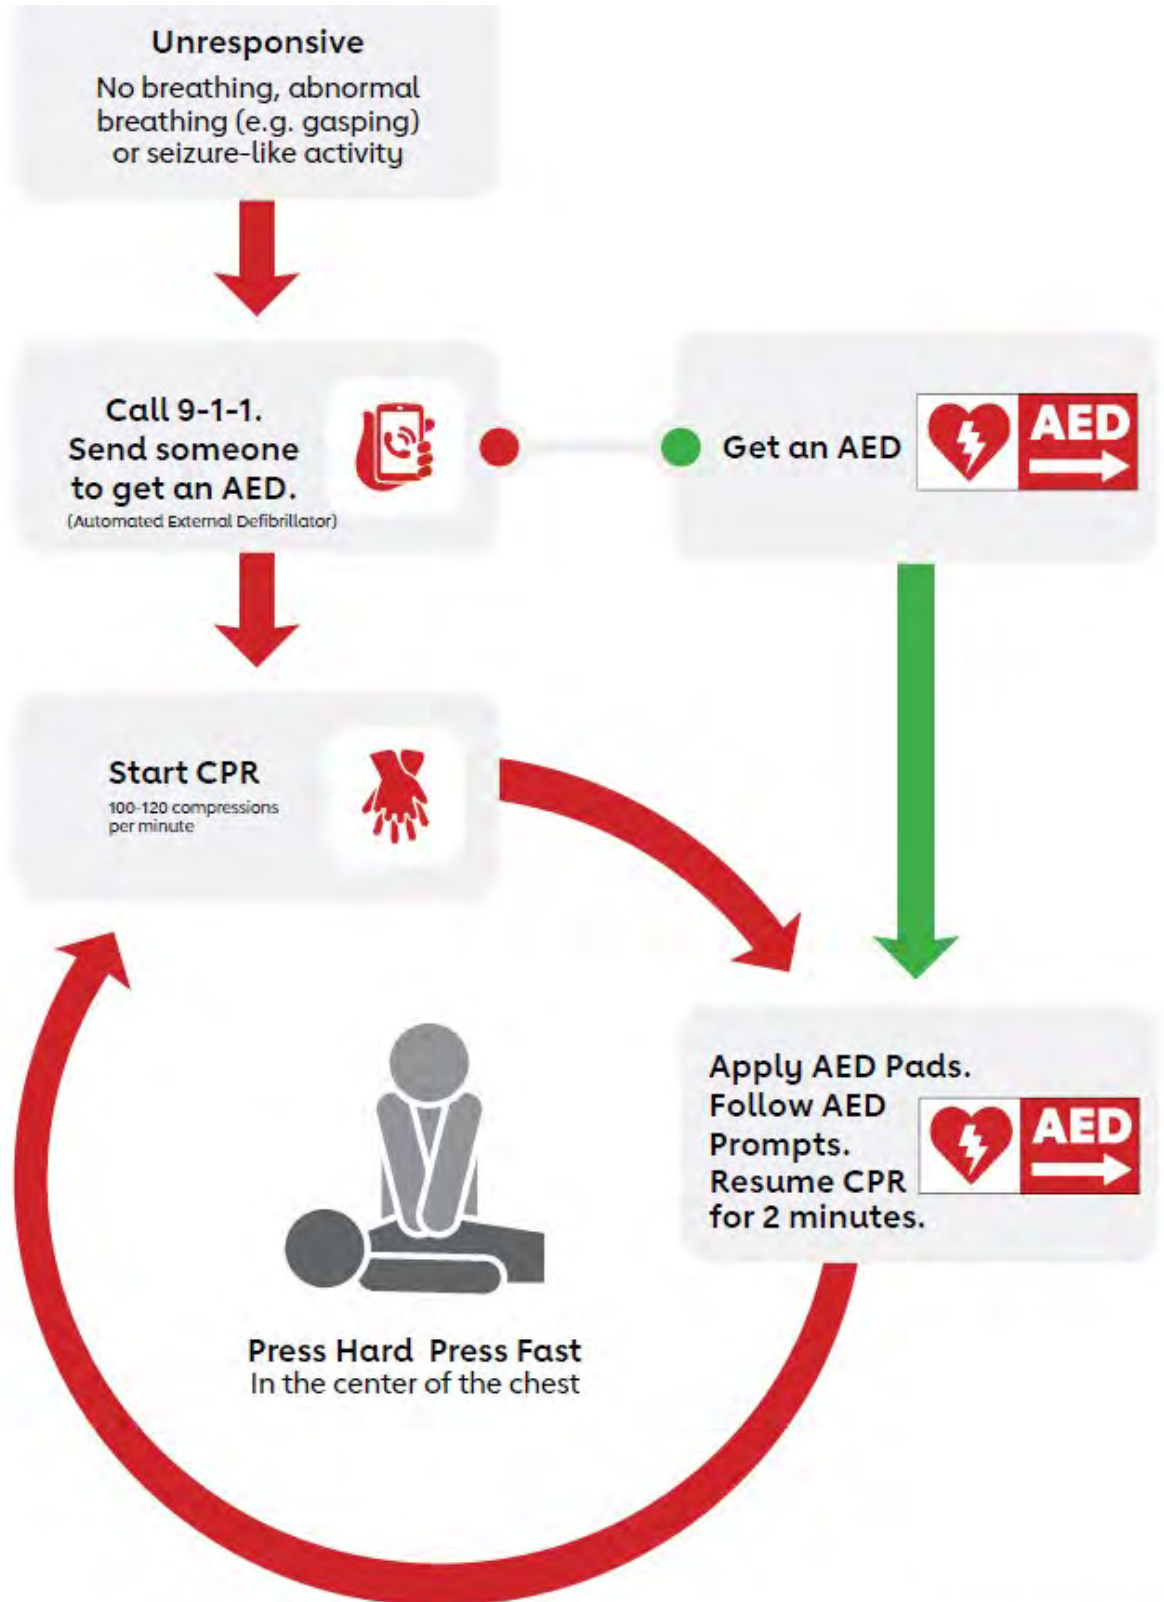 Unresponsive
No breathing, abnormal
breathing (e.g. gasping)
or seizure-like activity
Call 9-1-1.
Send someone
to get an AED.
(Automated External Defibrillator)
Get an AED
AED
Start CPR
100-120 compressions
per minute
Apply AED Pads.
Follow AED
Prompts.
Resume CPR
for 2 minutes.
AED
Press Hard Press Fast
In the center of the chest